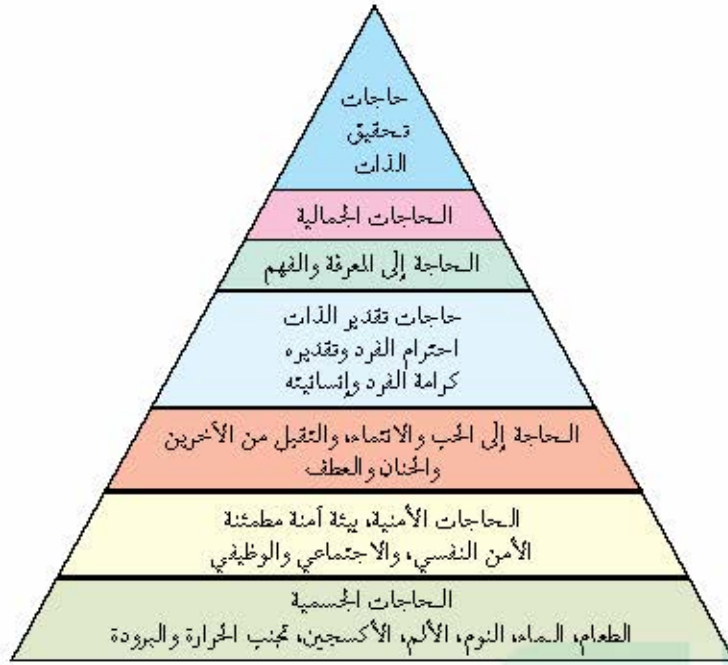 حاجات
تحقيق
الذات
الحاجات الجمالية
الحاجة إلى المعرفة والفهم
حاجات تقدير الذات
احترام الفرد وتقديره
كرامة الفرد وإنسانيته
الحاجة إلى الحب والانتماء، والتقبل من الآخرين
والحنان والعطف
الحاجات الأمنية، بيئة آمنة مطمئنة
الأمن النفسي، والاجتماعي والوظيفي
الحاجات الجسمية
الطعام، الماء، النوم، الألم، الأكسجين، تجنب الحرارة والبرودة